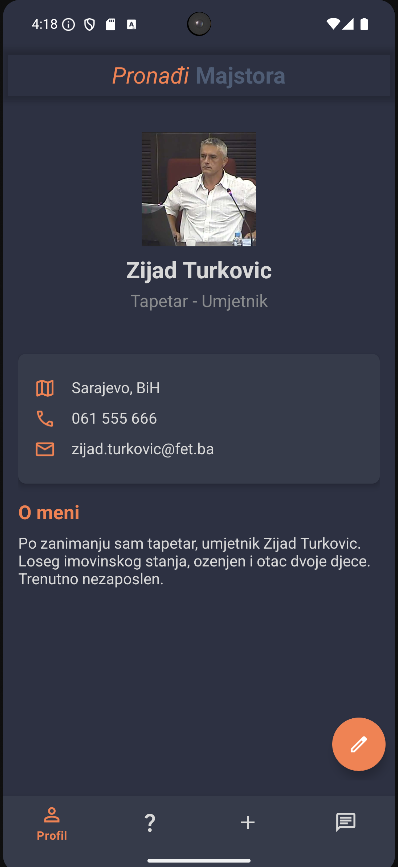 4:18
Pronađi Majstora
Zijad Turkovic
Tapetar - Umjetnik
Sarajevo, BiH
061 555 666
zijad.turkovic@fet.ba
O meni
Po zanimanju sam tapetar, umjetnik Zijad Turkovic.
Loseg imovinskog stanja, ozenjen i otac dvoje djece.
Trenutno nezaposlen.
Profil